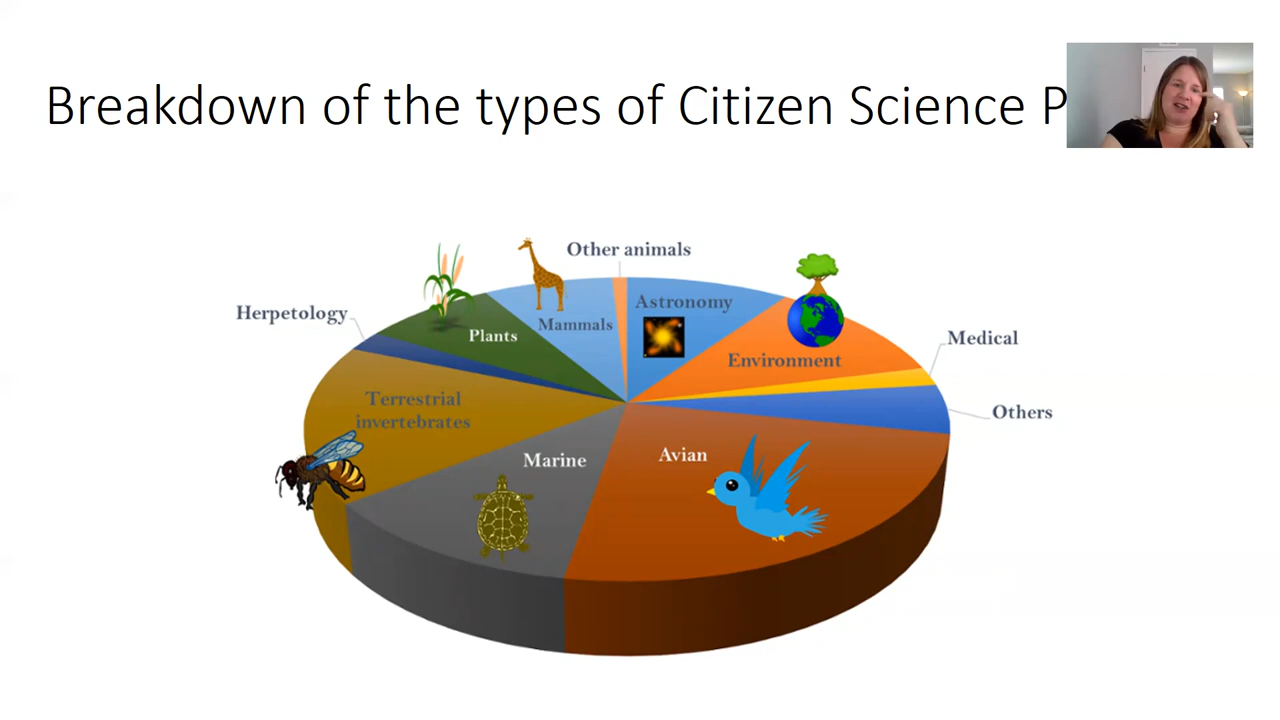 Breakdown of the types of Citizen Science P
Other animals
Astronomy
Mammals
Herpetology
Plants
Environment
Medical
Others
Terrestrial
invertebrates
Marine
Avian